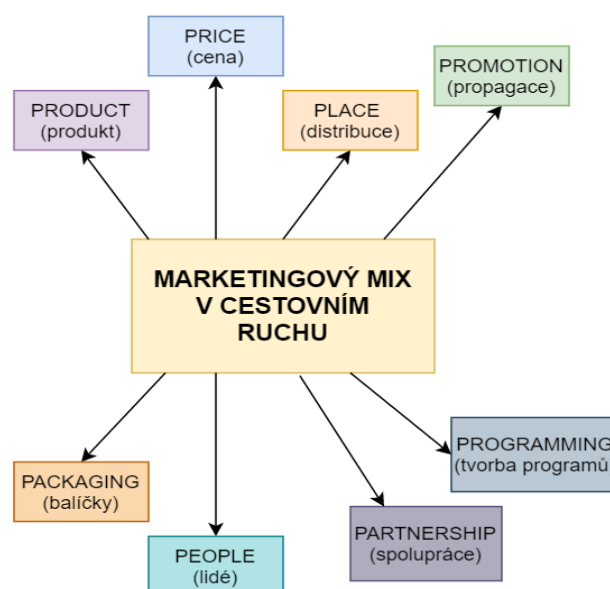 PRICE
(cena)
PROMOTION
(propagace)
PRODUCT
(produkt)
PLACE
(distribuce)
MARKETINGOVÝ MIX
V CESTOVNÍM
RUCHU
PROGRAMMING
(tvorba programů
PACKAGING
(balíčky)
PARTNERSHIP
(spolupráce)
PEOPLE
(lidé)